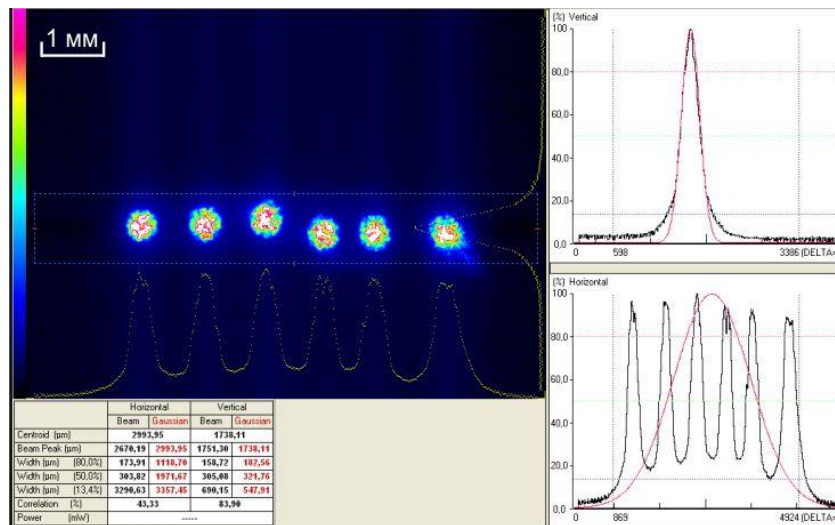 1 мм
(%) Vertical
100,0
80,0
60,0
40,0
20,0
0,0
0 598 3386 (DELTA=
(%) Horizontal
100,0
80,0
60,0
40,0
20,0
0,0
0 869 4924 (DELTA=
Horizontal Vertical
Beam Gaussian Beam Gaussian
Centroid (µm) 2993,95 1738,11
Beam Peak (µm) 2670,19 2993,95 1751,30 1738,11
Width (µm) (80,0%) 173,91 1118,70 158,72 182,56
Width (µm) (50,0%) 303,82 1971,67 305,08 321,76
Width (µm) (13,4%) 3290,63 3357,45 690,15 547,91
Correlation (%) 43,33 83,90
Power (mW) -----